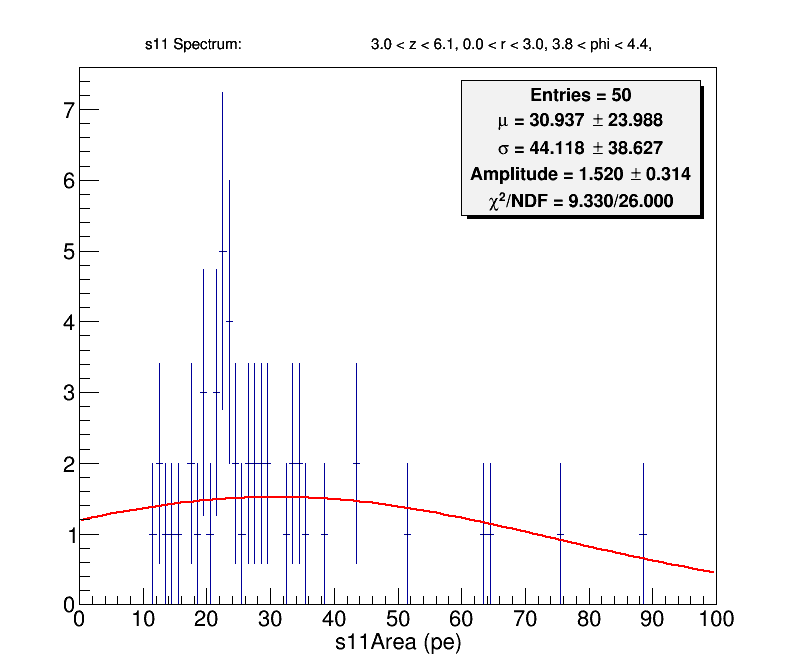 s11 Spectrum: 3.0 < z < 6.1, 0.0 < r < 3.0, 3.8 < phi < 4.4,
Entries = 50
μ = 30.937 ± 23.988
σ = 44.118 ± 38.627
Amplitude = 1.520 ± 0.314
χ²/NDF = 9.330/26.000
7
6
5
4
3
2
1
0
0 10 20 30 40 50 60 70 80 90 100
s11Area (pe)